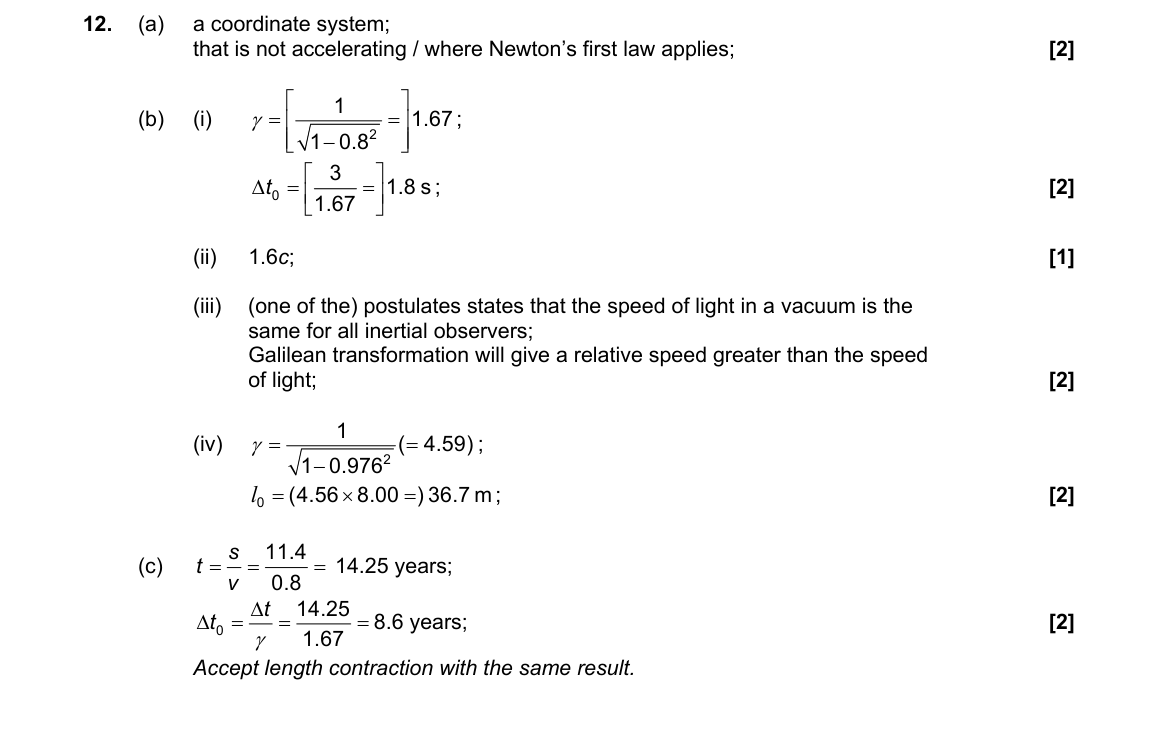 12. (a) a coordinate system;
that is not accelerating / where Newton's first law applies; [2]
(b) (i) γ = [ 1 / √(1 – 0.8²) = ] 1.67 ;
Δt₀ = [ 3 / 1.67 = ] 1.8 s ; [2]
(ii) 1.6c; [1]
(iii) (one of the) postulates states that the speed of light in a vacuum is the
same for all inertial observers;
Galilean transformation will give a relative speed greater than the speed
of light; [2]
(iv) γ = 1 / √(1 – 0.976²) (= 4.59) ;
l₀ = (4.56 × 8.00 =) 36.7 m ; [2]
(c) t = s / v = 11.4 / 0.8 = 14.25 years;
Δt₀ = Δt / γ = 14.25 / 1.67 = 8.6 years; [2]
Accept length contraction with the same result.